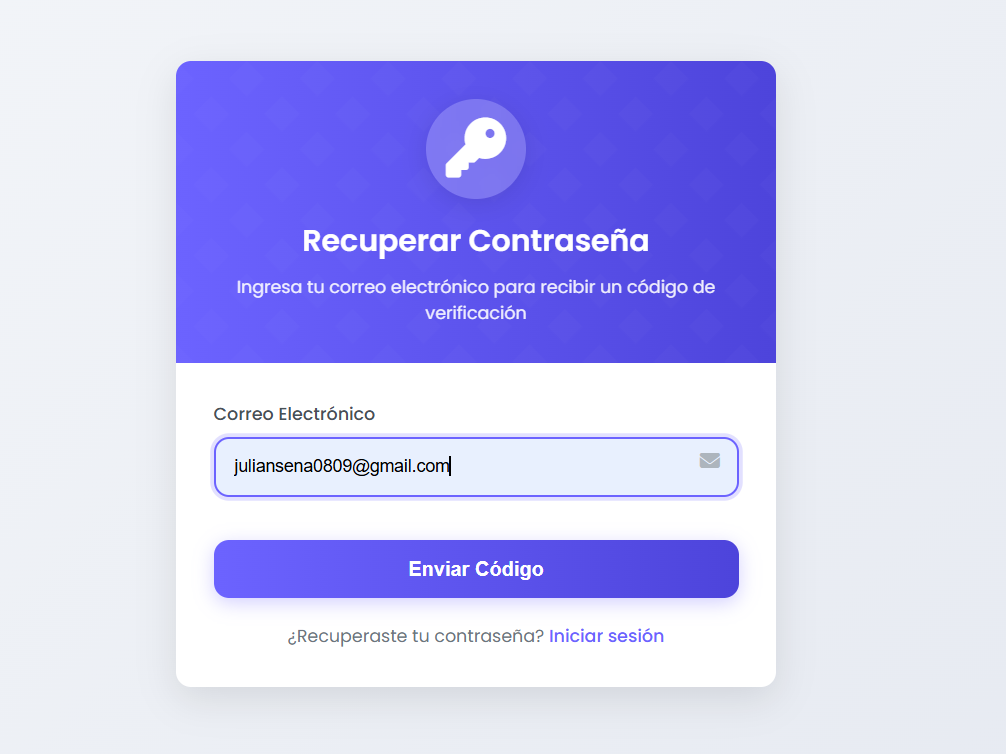 Recuperar Contraseña
Ingresa tu correo electrónico para recibir un código de
verificación
Correo Electrónico
juliansena0809@gmail.com
Enviar Código
¿Recuperaste tu contraseña? Iniciar sesión